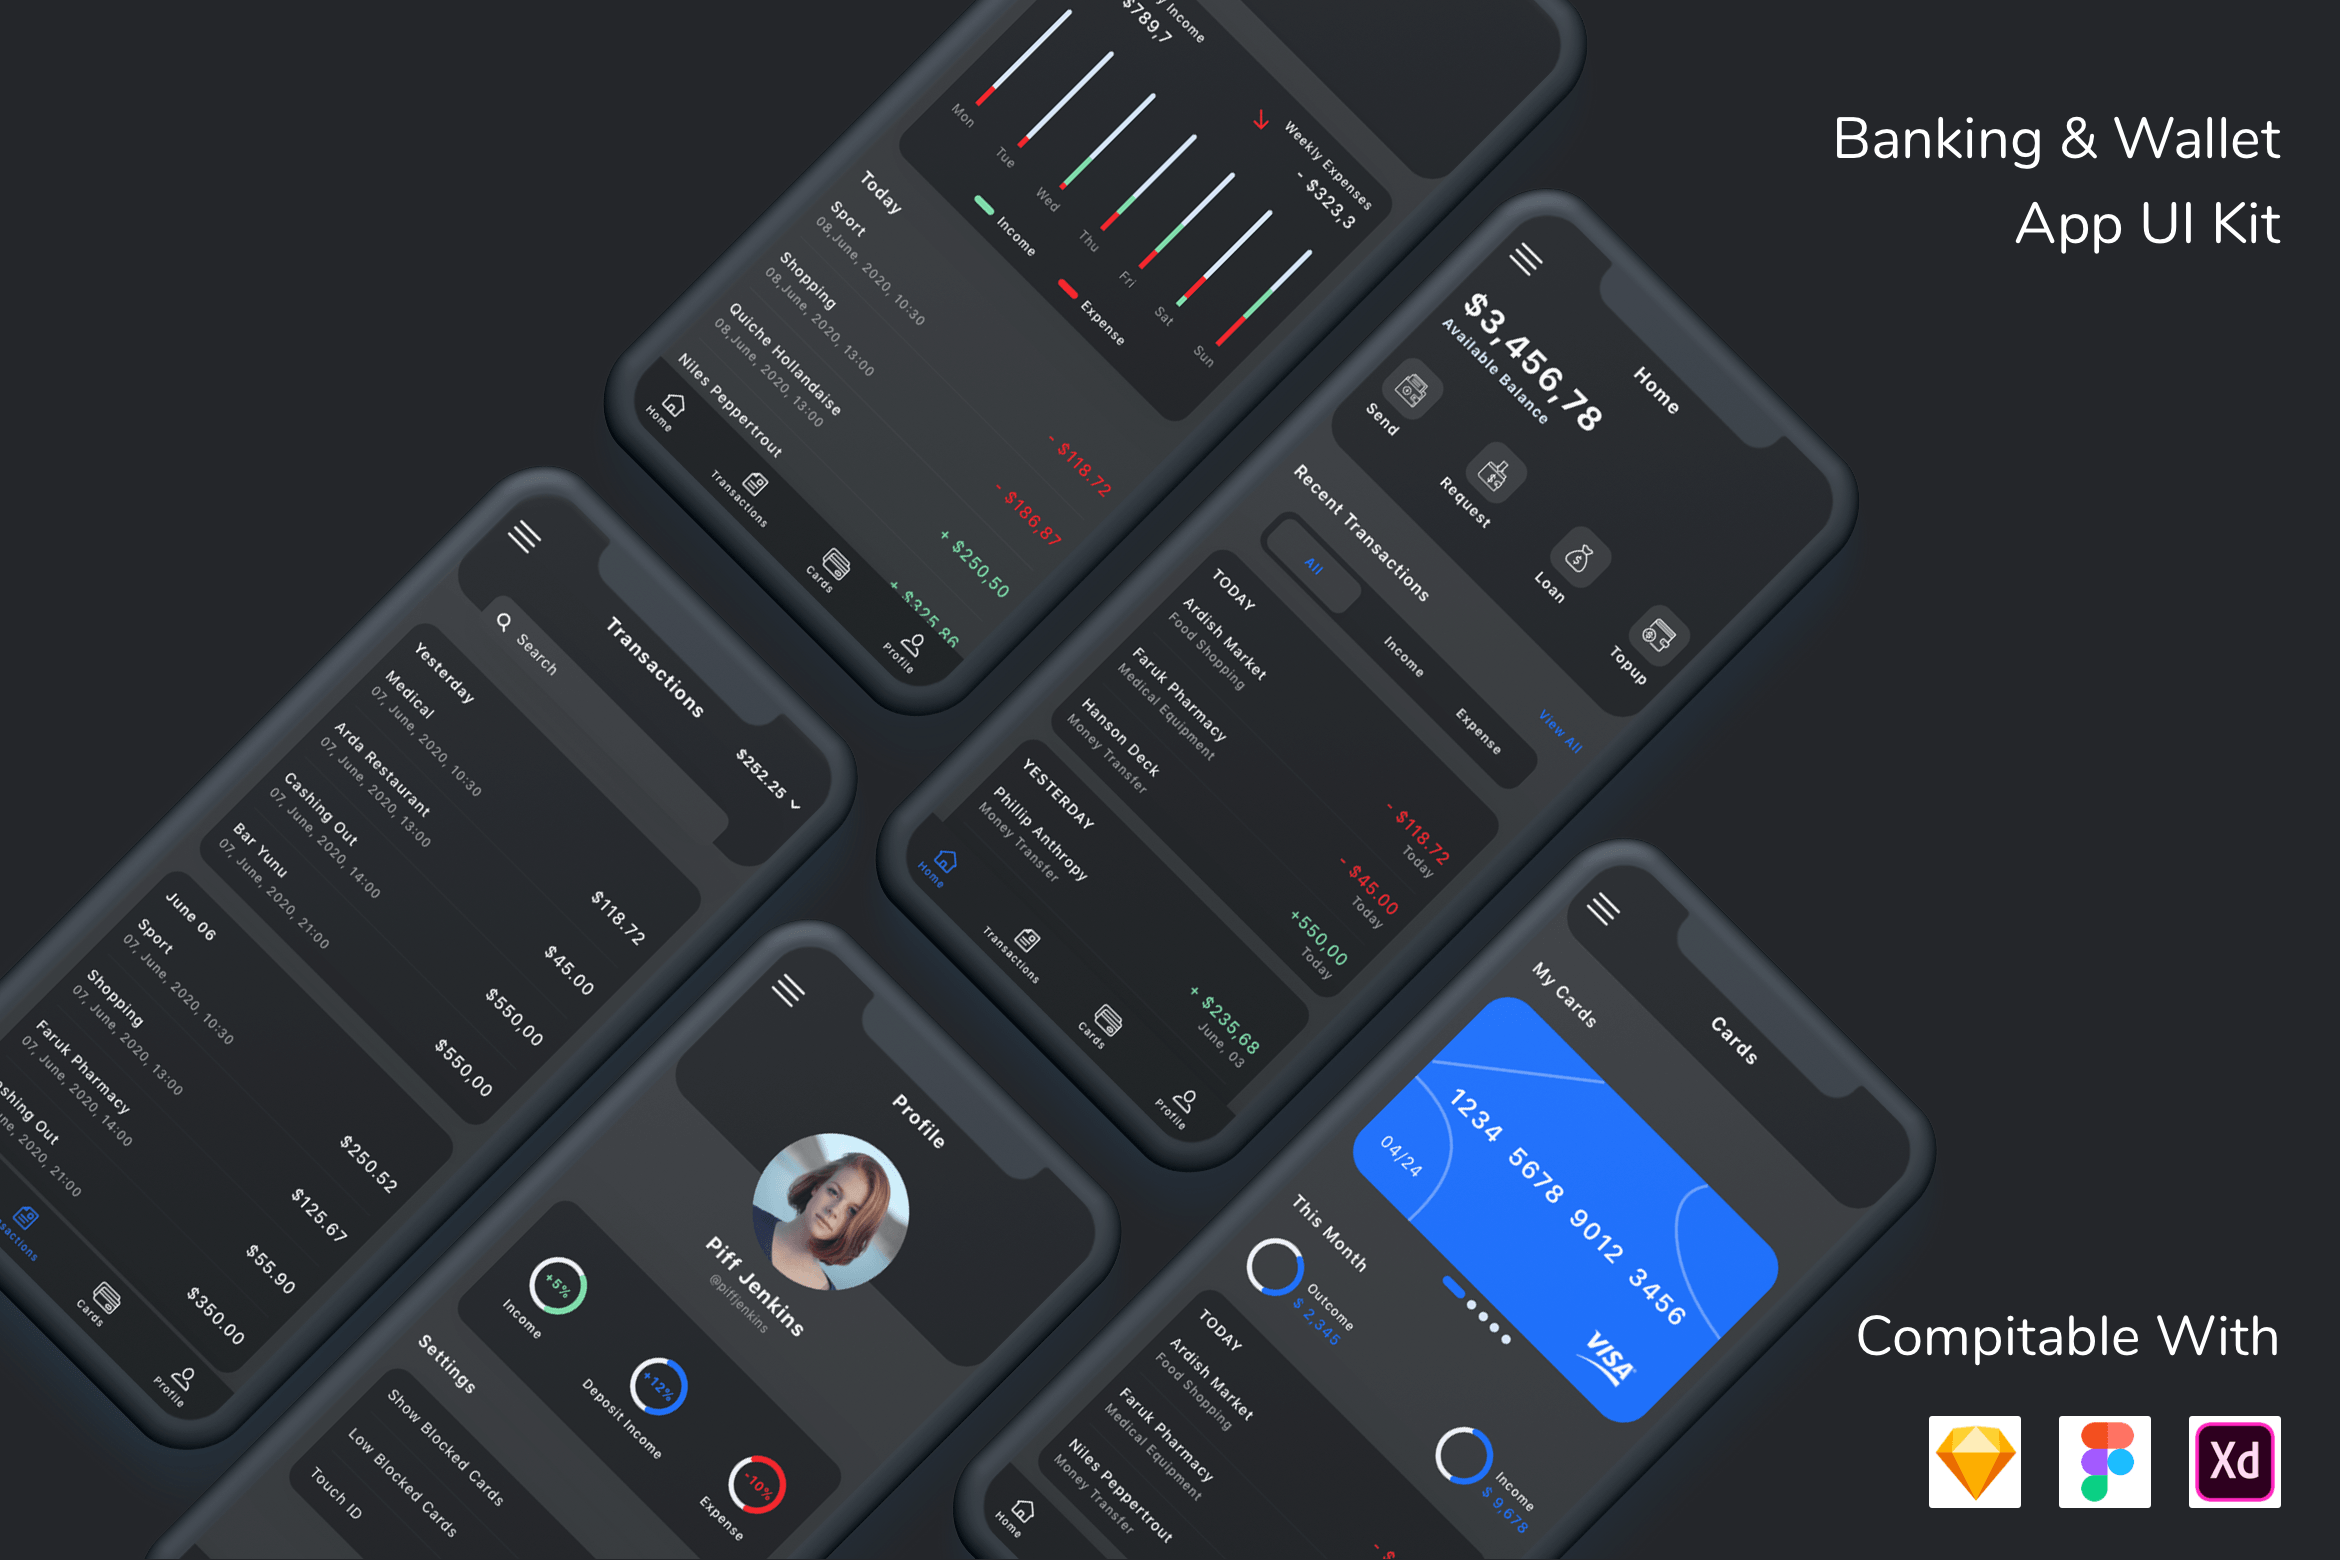 Banking & Wallet
App UI Kit
y Income
$789,7
Weekly Expenses
- $323,3
Mon
Tue
Wed
Thu
Fri
Sat
Sun
Income
Expense
Today
Sport
08,June, 2020, 10:30
- $118.72
Shopping
08,June, 2020, 13:00
- $186,87
Quiche Hollandaise
08,June, 2020, 13:00
+ $250,50
Niles Peppertrout
+ $325,86
Home
Transactions
Cards
Profile
Home
$3,456,78
Available Balance
Send
Request
Loan
Topup
Recent Transactions
View All
All
Income
Expense
TODAY
Ardish Market
Food Shopping
- $118.72
Today
Faruk Pharmacy
Medical Equipment
- $45.00
Today
Hanson Deck
Money Transfer
+550,00
Today
YESTERDAY
Phillip Anthropy
Money Transfer
+ $235,68
June, 03
Home
Transactions
Cards
Profile
Transactions
$252.25
Search
Yesterday
Medical
07, June, 2020, 10:30
$118.72
Arda Restaurant
07, June, 2020, 13:00
$45.00
Cashing Out
07, June, 2020, 14:00
$550,00
Bar Yunu
07, June, 2020, 21:00
$550,00
June 06
Sport
07, June, 2020, 10:30
$250.52
Shopping
07, June, 2020, 13:00
$125.67
Faruk Pharmacy
07, June, 2020, 14:00
$55.90
shing Out
ne, 2020, 21:00
$350.00
sactions
Cards
Profile
Profile
Piff Jenkins
@piffjenkins
+5%
Income
+12%
Deposit Income
-10%
Expense
Settings
Show Blocked Cards
Low Blocked Cards
Touch ID
Cards
My Cards
1234 5678 9012 3456
04/24
VISA
This Month
Outcome
$ 2,345
Income
$ 9,678
TODAY
Ardish Market
Food Shopping
Faruk Pharmacy
Medical Equipment
Niles Peppertrout
Money Transfer
- $
Home
Compitable With
Xd